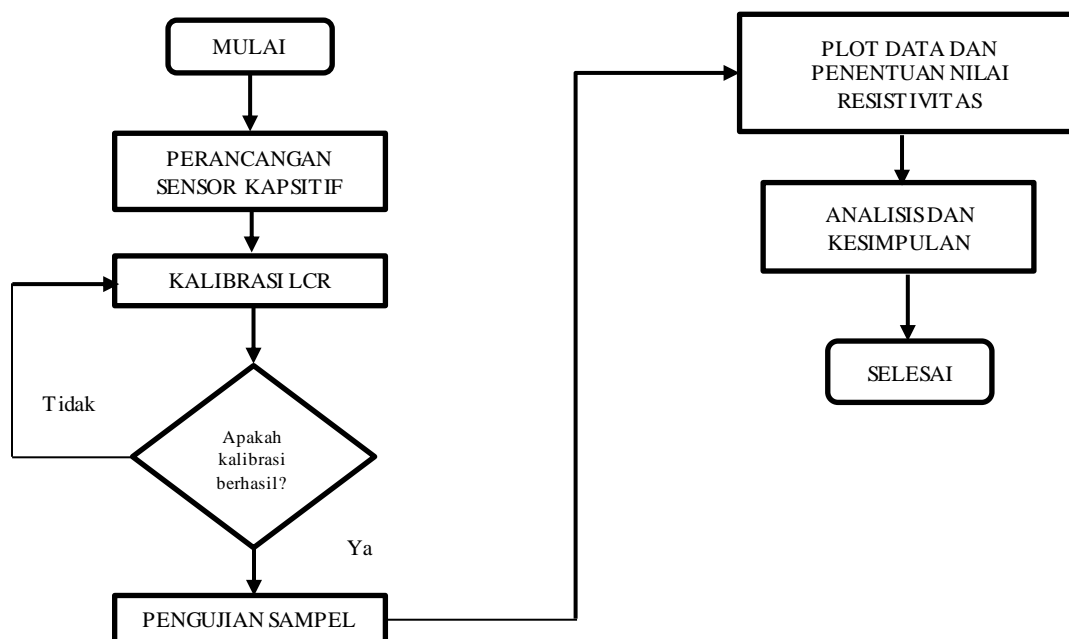 MULAI
PERANCANGAN
SENSOR KAPSITIF
KALIBRASI LCR
Tidak
Apakah
kalibrasi
berhasil?
Ya
PENGUJIAN SAMPEL
PLOT DATA DAN
PENENTUAN NILAI
RESISTIVITAS
ANALISIS DAN
KESIMPULAN
SELESAI